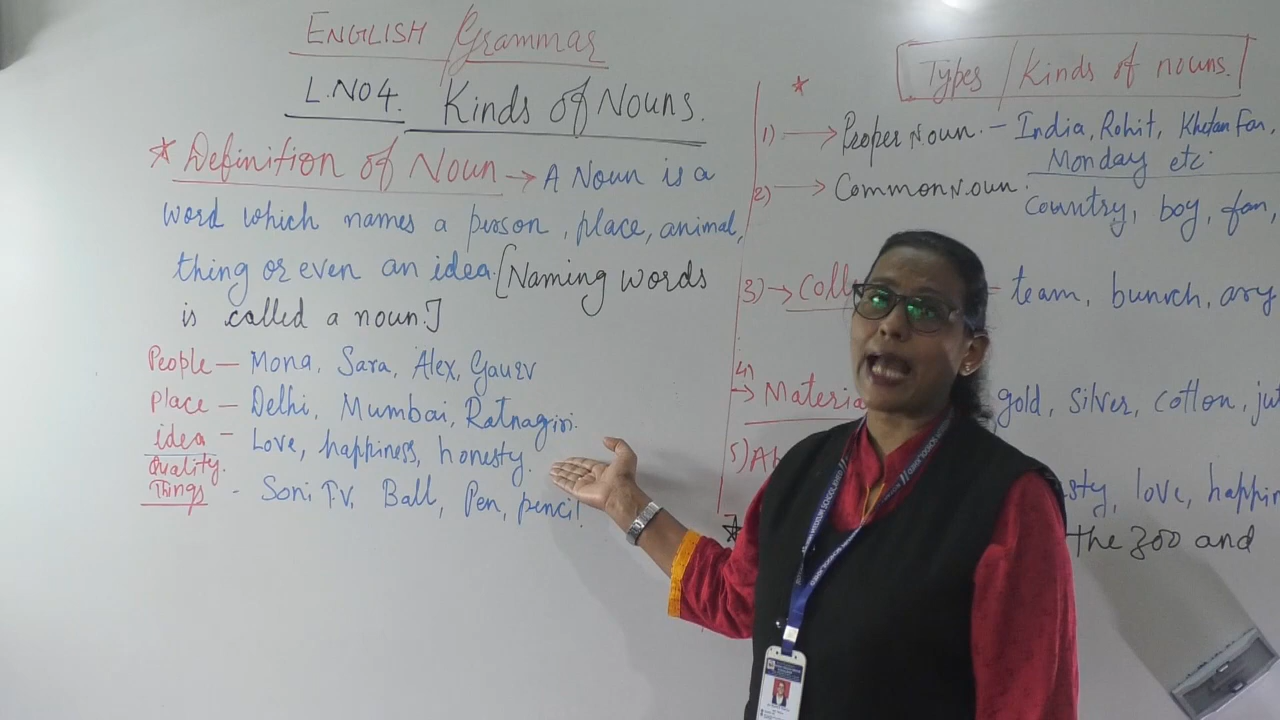 ENGLISH Grammar
L.NO4. Kinds of Nouns.
* Definition of Noun → A Noun is a
word which names a person, place, animal,
thing or even an idea. [Naming words
is called a noun.]
People - Mona, Sara, Alex, Gaurv
Place - Delhi, Mumbai, Ratnagiri.
idea - Love, happiness, honesty.
Quality.
Things - Soni T.v, Ball, Pen, pencil
Types / Kinds of nouns.
*
1) → Proper Noun. - India, Rohit, Khetan Fan,
Monday etc.
2) → Common Noun.
Country, boy, fan,
3) → Coll - team, bunch,
4) → Materia gold, silver, cotton, jut
5) Ab sty, love, happin
* the zoo and